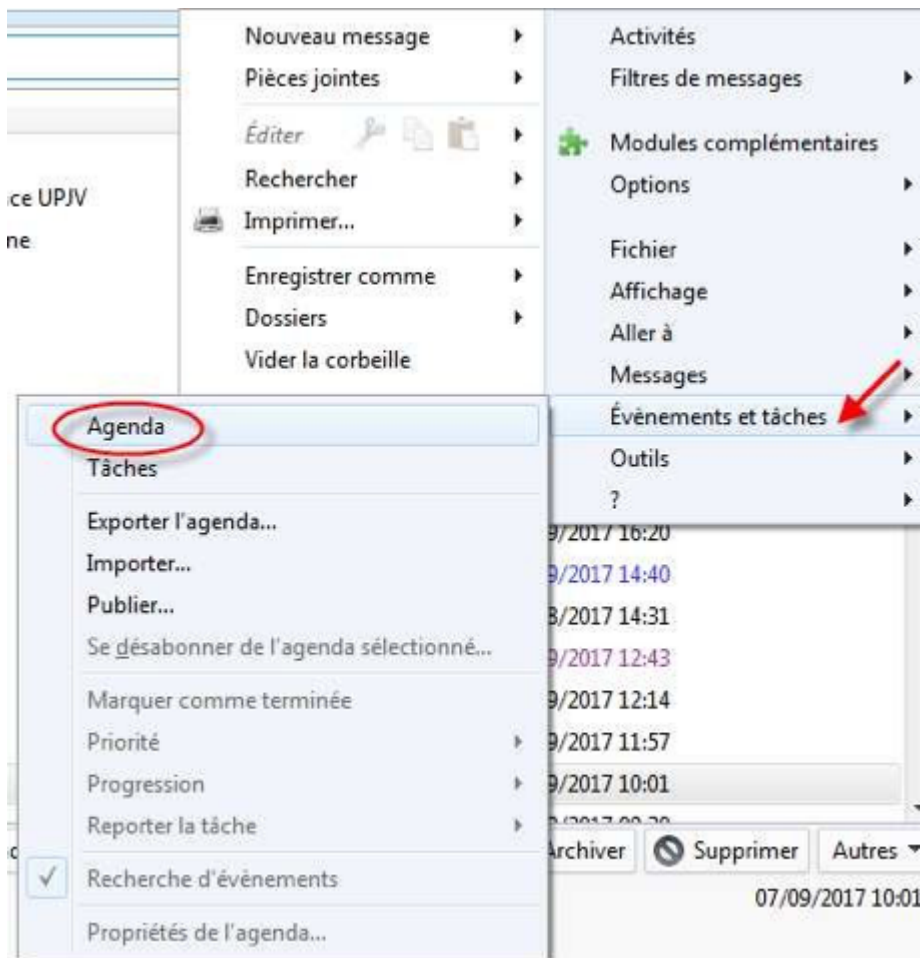 Nouveau message
Pièces jointes
Éditer
Rechercher
Imprimer...
Enregistrer comme
Dossiers
Vider la corbeille
Activités
Filtres de messages
Modules complémentaires
Options
Fichier
Affichage
Aller à
Messages
Évènements et tâches
Outils
?
ce UPJV
ne
Agenda
Tâches
Exporter l'agenda...
Importer...
Publier...
Se désabonner de l'agenda sélectionné...
Marquer comme terminée
Priorité
Progression
Reporter la tâche
Recherche d'évènements
Propriétés de l'agenda...
9/2017 16:20
9/2017 14:40
8/2017 14:31
9/2017 12:43
9/2017 12:14
9/2017 11:57
9/2017 10:01
Archiver Supprimer Autres
07/09/2017 10:01